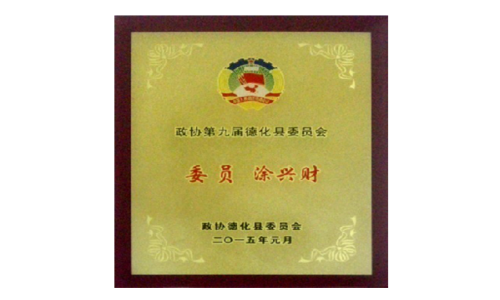 政协第九届德化县委员会
委员 涂兴财
政协德化县委员会
二〇一五年元月